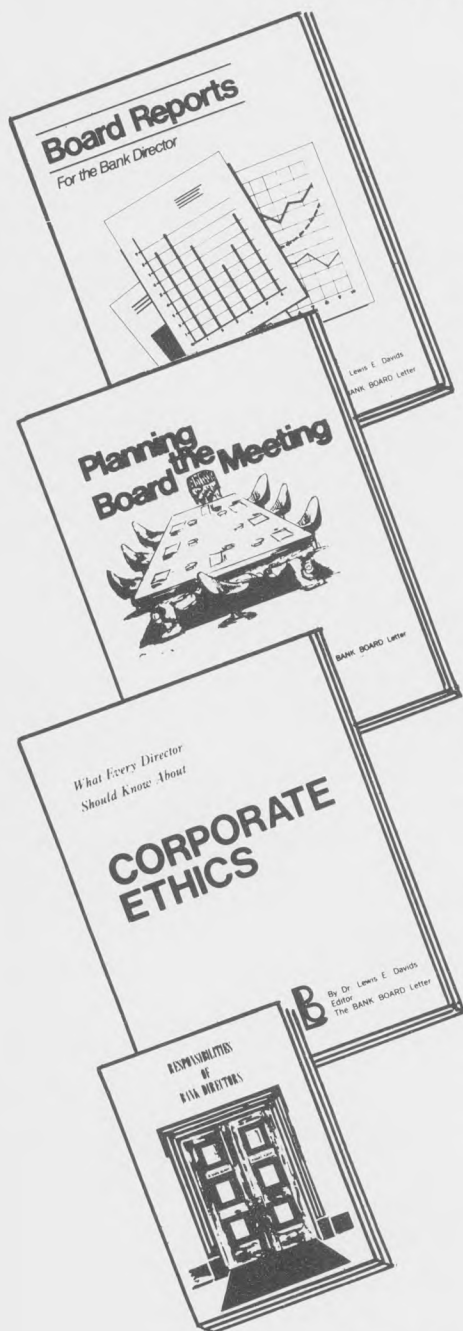 Board Reports
For the Bank Director
Lewis E. Davids
BANK BOARD Letter
Planning
the
Board Meeting
BANK BOARD Letter
What Every Director
Should Know About
CORPORATE
ETHICS
By Dr. Lewis E. Davids
Editor
The BANK BOARD Letter
RESPONSIBILITIES
OF
BANK DIRECTORS